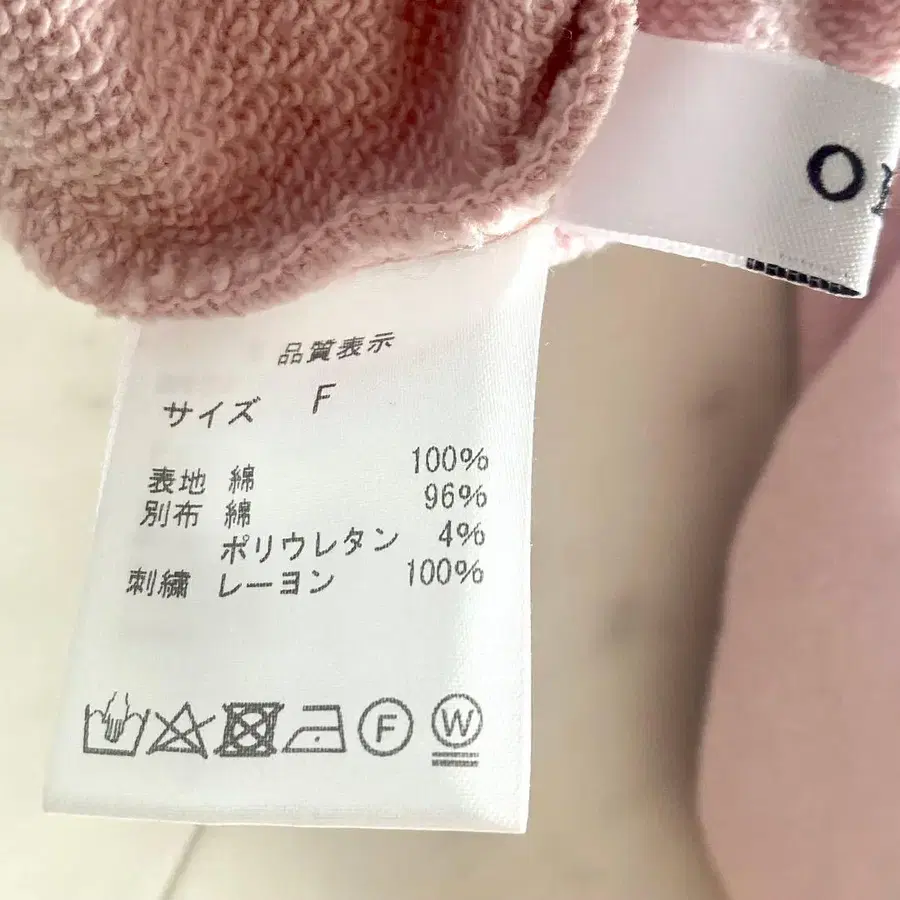 品質表示
サイズ F
表地 綿 100%
別布 綿 96%
ポリウレタン 4%
刺繍 レーヨン 100%
F W